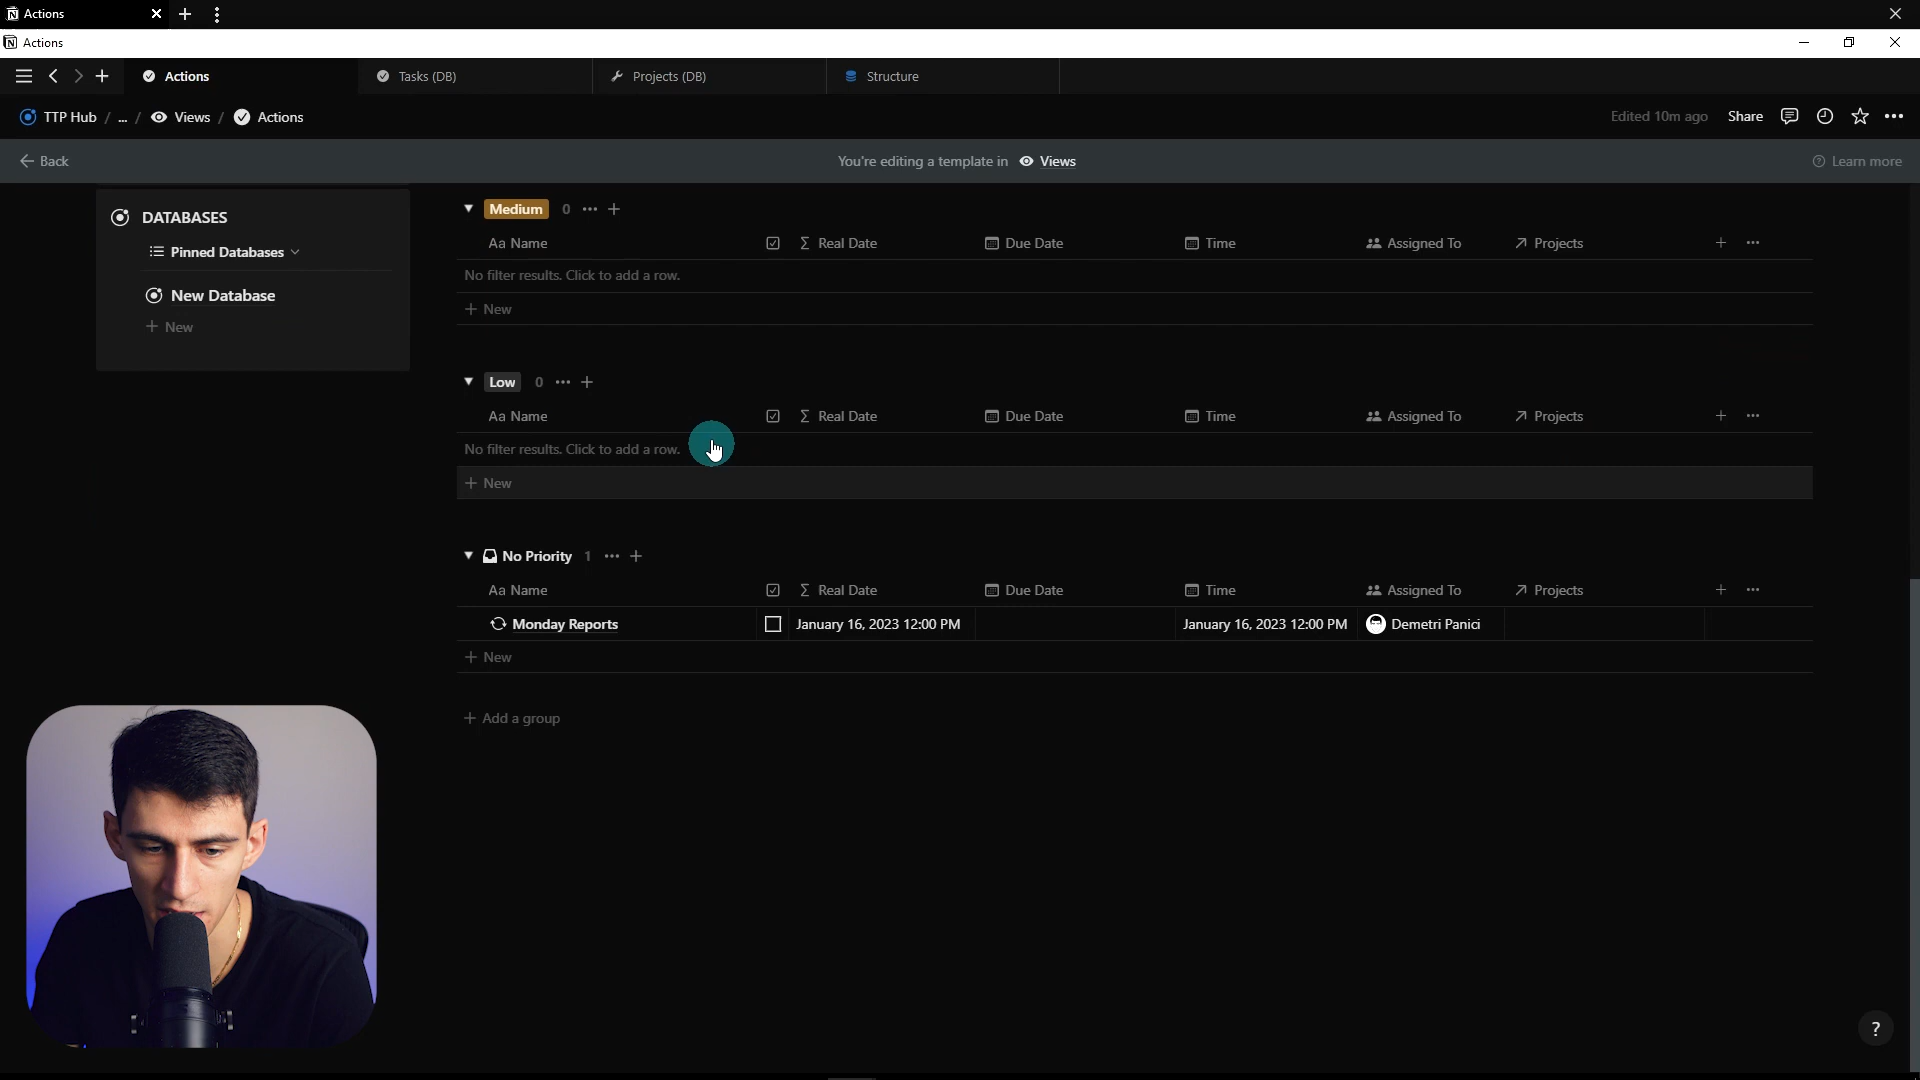 Actions
Actions
Actions
Tasks (DB)
Projects (DB)
Structure
TTP Hub / ... / Views / Actions
Edited 10m ago
Share
Back
You're editing a template in Views
Learn more
DATABASES
Pinned Databases
New Database
New
Medium 0
Aa Name
Σ Real Date
Due Date
Time
Assigned To
Projects
No filter results. Click to add a row.
New
Low 0
Aa Name
Σ Real Date
Due Date
Time
Assigned To
Projects
No filter results. Click to add a row.
New
No Priority 1
Aa Name
Σ Real Date
Due Date
Time
Assigned To
Projects
Monday Reports
January 16, 2023 12:00 PM
January 16, 2023 12:00 PM
Demetri Panici
New
Add a group
?